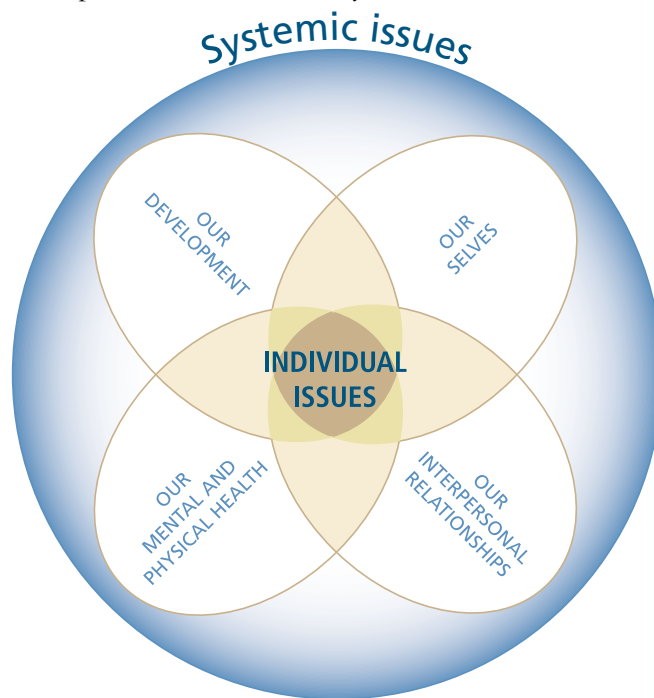 Systemic issues
OUR
DEVELOPMENT
OUR
SELVES
INDIVIDUAL
ISSUES
OUR
MENTAL AND
PHYSICAL HEALTH
OUR
INTERPERSONAL
RELATIONSHIPS